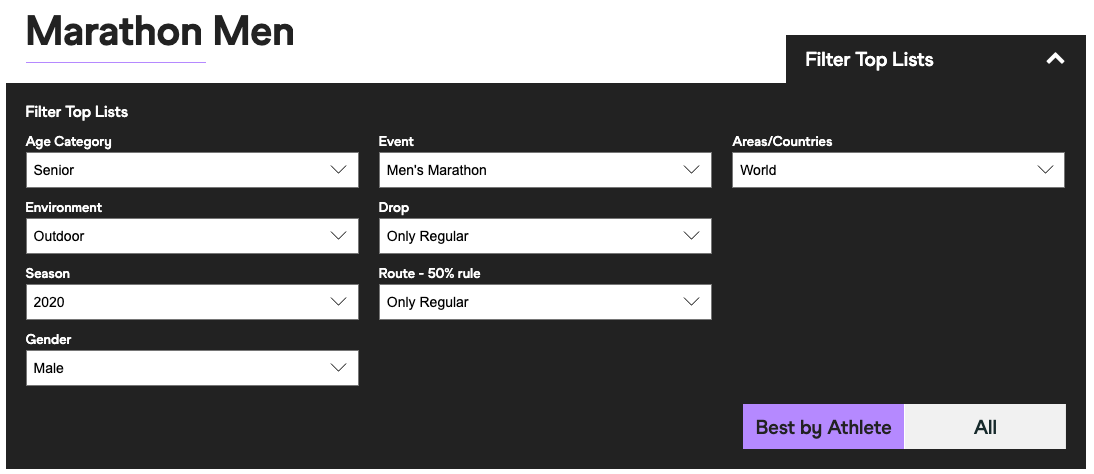 Marathon Men
Filter Top Lists
Filter Top Lists
Age Category
Event
Areas/Countries
Senior
Men's Marathon
World
Environment
Drop
Outdoor
Only Regular
Season
Route - 50% rule
2020
Only Regular
Gender
Male
Best by Athlete
All